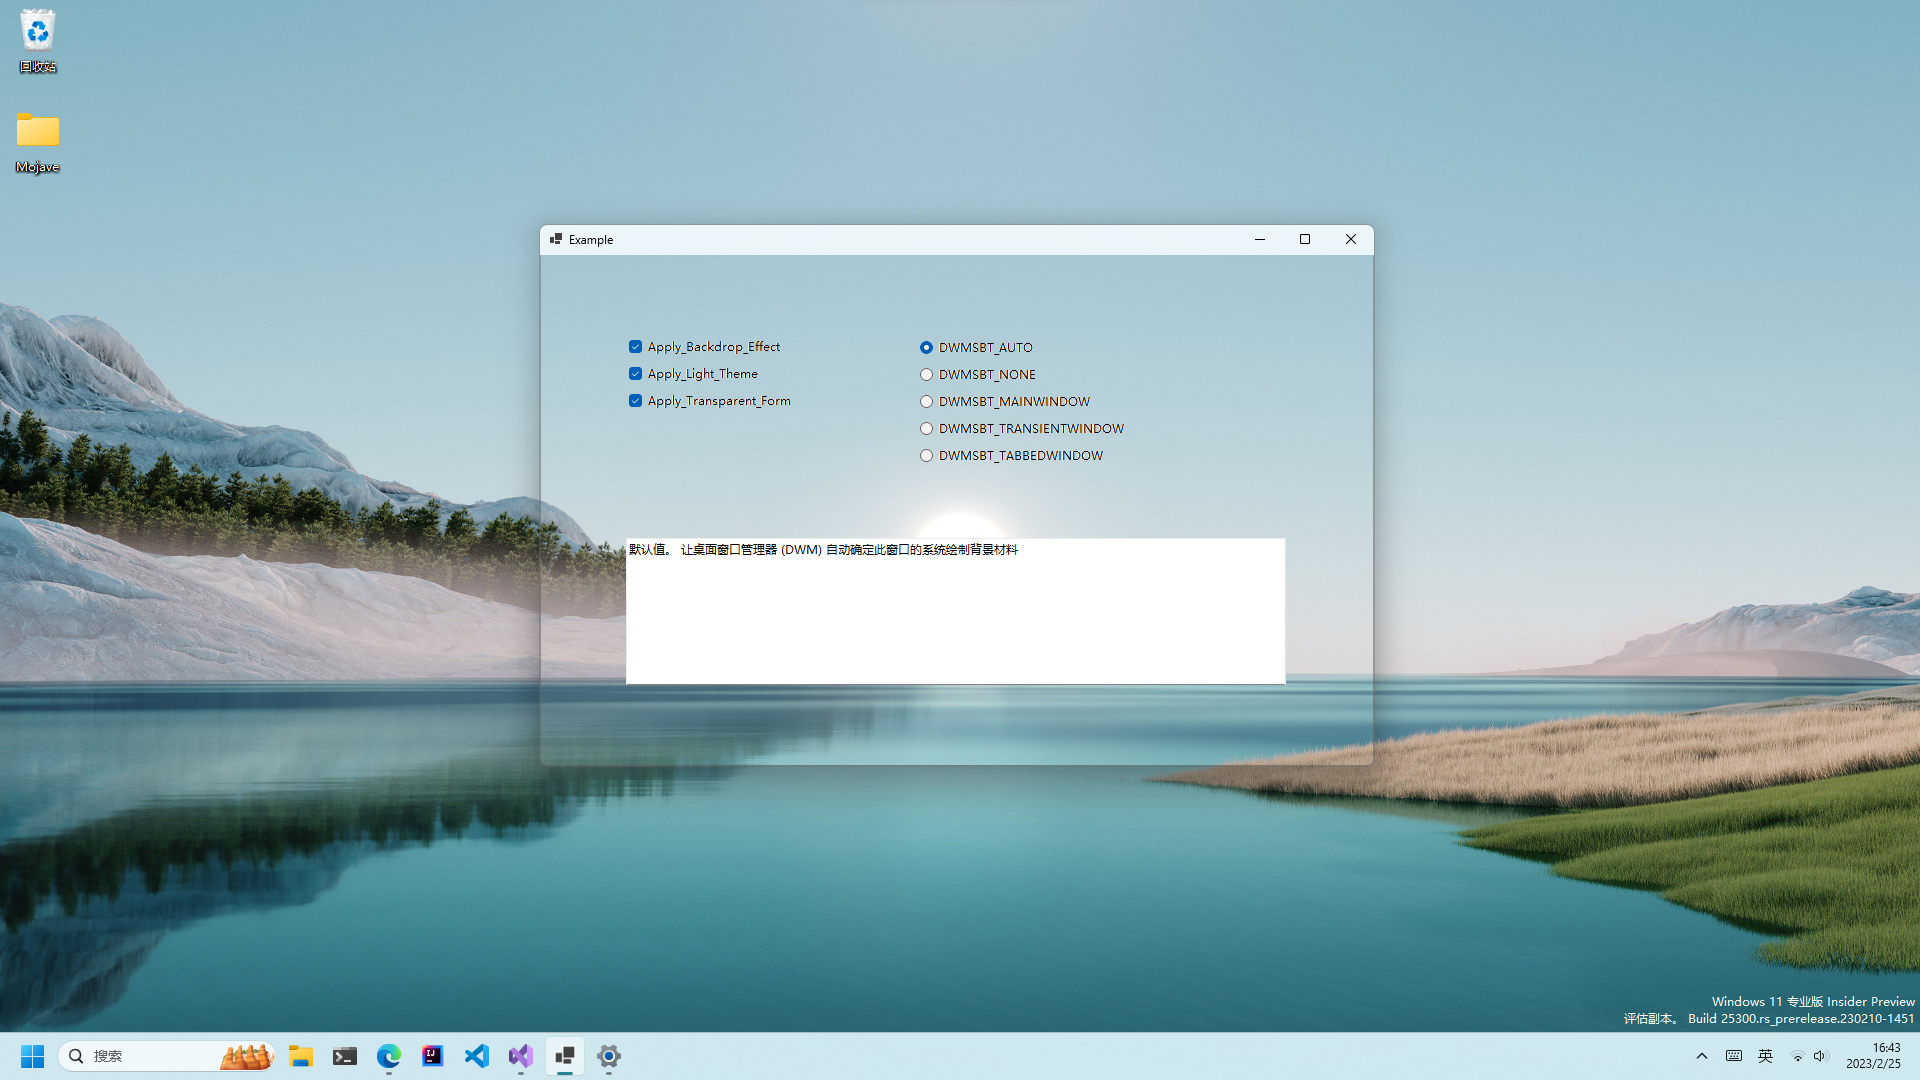 回收站
Mojave
Example
Apply_Backdrop_Effect
Apply_Light_Theme
Apply_Transparent_Form
DWMSBT_AUTO
DWMSBT_NONE
DWMSBT_MAINWINDOW
DWMSBT_TRANSIENTWINDOW
DWMSBT_TABBEDWINDOW
默认值。 让桌面窗口管理器 (DWM) 自动确定此窗口的系统绘制背景材料
Windows 11 专业版 Insider Preview
评估副本。 Build 25300.rs_prerelease.230210-1451
搜索
英
16:43
2023/2/25